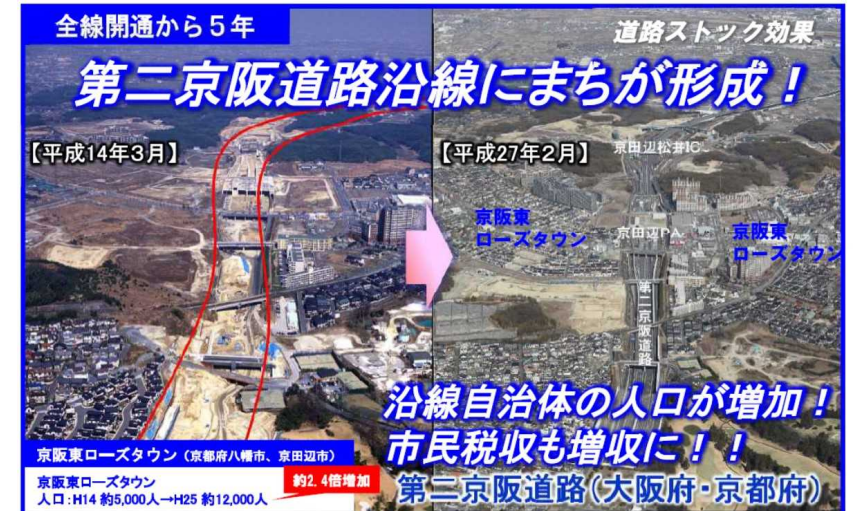 全線開通から5年
道路ストック効果
第二京阪道路沿線にまちが形成！
【平成14年3月】
【平成27年2月】
京田辺松井IC
京阪東
ローズタウン
京田辺PA
京阪東
ローズタウン
第二京阪道路
沿線自治体の人口が増加！
市民税収も増収に！！
京阪東ローズタウン（京都府八幡市、京田辺市）
京阪東ローズタウン
人口：H14 約5,000人→H25 約12,000人
約2.4倍増加
第二京阪道路（大阪府・京都府）